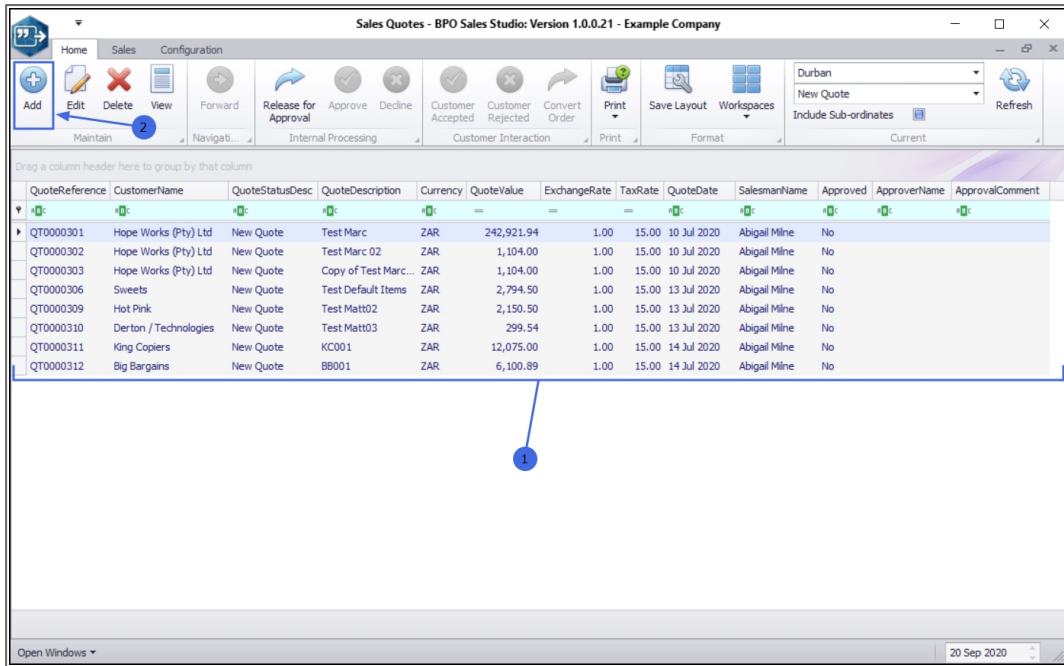 Sales Quotes - BPO Sales Studio: Version 1.0.0.21 - Example Company
Home Sales Configuration
Add Edit Delete View Forward Release for Approval Approve Decline Customer Accepted Customer Rejected Convert Order Print Save Layout Workspaces Refresh
Durban
New Quote
Include Sub-ordinates
Maintain Navigati... Internal Processing Customer Interaction Print Format Current
2
Drag a column header here to group by that column
QuoteReference CustomerName QuoteStatusDesc QuoteDescription Currency QuoteValue ExchangeRate TaxRate QuoteDate SalesmanName Approved ApproverName ApprovalComment
QT0000301 Hope Works (Pty) Ltd New Quote Test Marc ZAR 242,921.94 1.00 15.00 10 Jul 2020 Abigail Milne No
QT0000302 Hope Works (Pty) Ltd New Quote Test Marc 02 ZAR 1,104.00 1.00 15.00 10 Jul 2020 Abigail Milne No
QT0000303 Hope Works (Pty) Ltd New Quote Copy of Test Marc... ZAR 1,104.00 1.00 15.00 10 Jul 2020 Abigail Milne No
QT0000306 Sweets New Quote Test Default Items ZAR 2,794.50 1.00 15.00 13 Jul 2020 Abigail Milne No
QT0000309 Hot Pink New Quote Test Matt02 ZAR 2,150.50 1.00 15.00 13 Jul 2020 Abigail Milne No
QT0000310 Derton / Technologies New Quote Test Matt03 ZAR 299.54 1.00 15.00 13 Jul 2020 Abigail Milne No
QT0000311 King Copiers New Quote KC001 ZAR 12,075.00 1.00 15.00 14 Jul 2020 Abigail Milne No
QT0000312 Big Bargains New Quote BB001 ZAR 6,100.89 1.00 15.00 14 Jul 2020 Abigail Milne No
1
Open Windows 20 Sep 2020